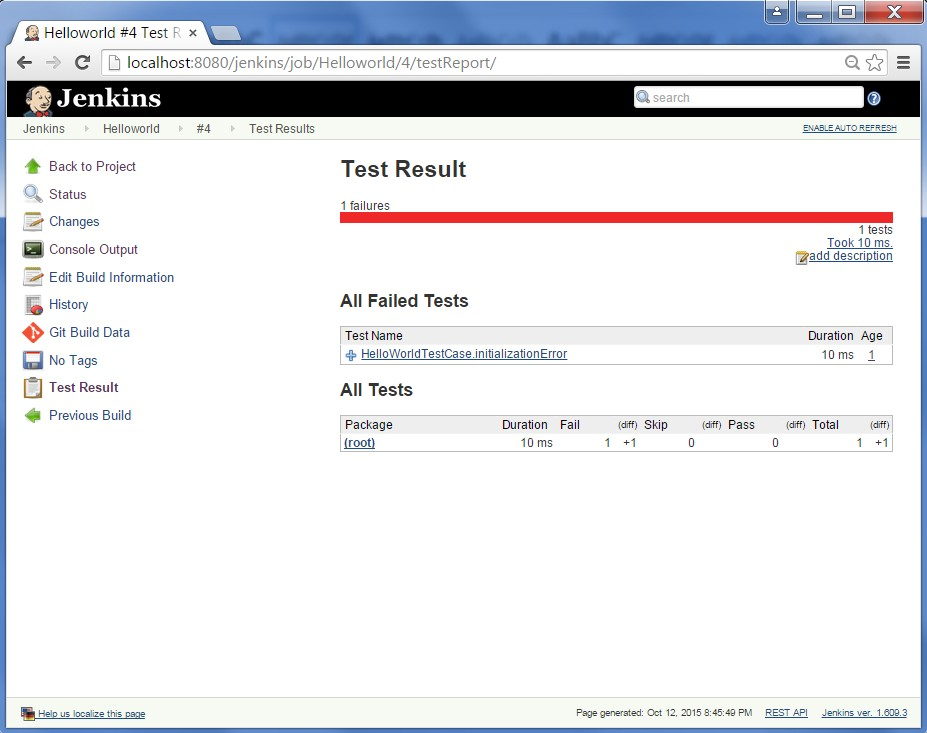 Helloworld #4 Test R
localhost:8080/jenkins/job/Helloworld/4/testReport/
Jenkins
search
Jenkins Helloworld #4 Test Results
ENABLE AUTO REFRESH
Back to Project
Status
Changes
Console Output
Edit Build Information
History
Git Build Data
No Tags
Test Result
Previous Build
Test Result
1 failures
1 tests
Took 10 ms.
add description
All Failed Tests
Test Name Duration Age
HelloWorldTestCase.initializationError 10 ms 1
All Tests
Package Duration Fail (diff) Skip (diff) Pass (diff) Total (diff)
(root) 10 ms 1 +1 0 0 1 +1
Help us localize this page
Page generated: Oct 12, 2015 8:45:49 PM REST API Jenkins ver. 1.609.3